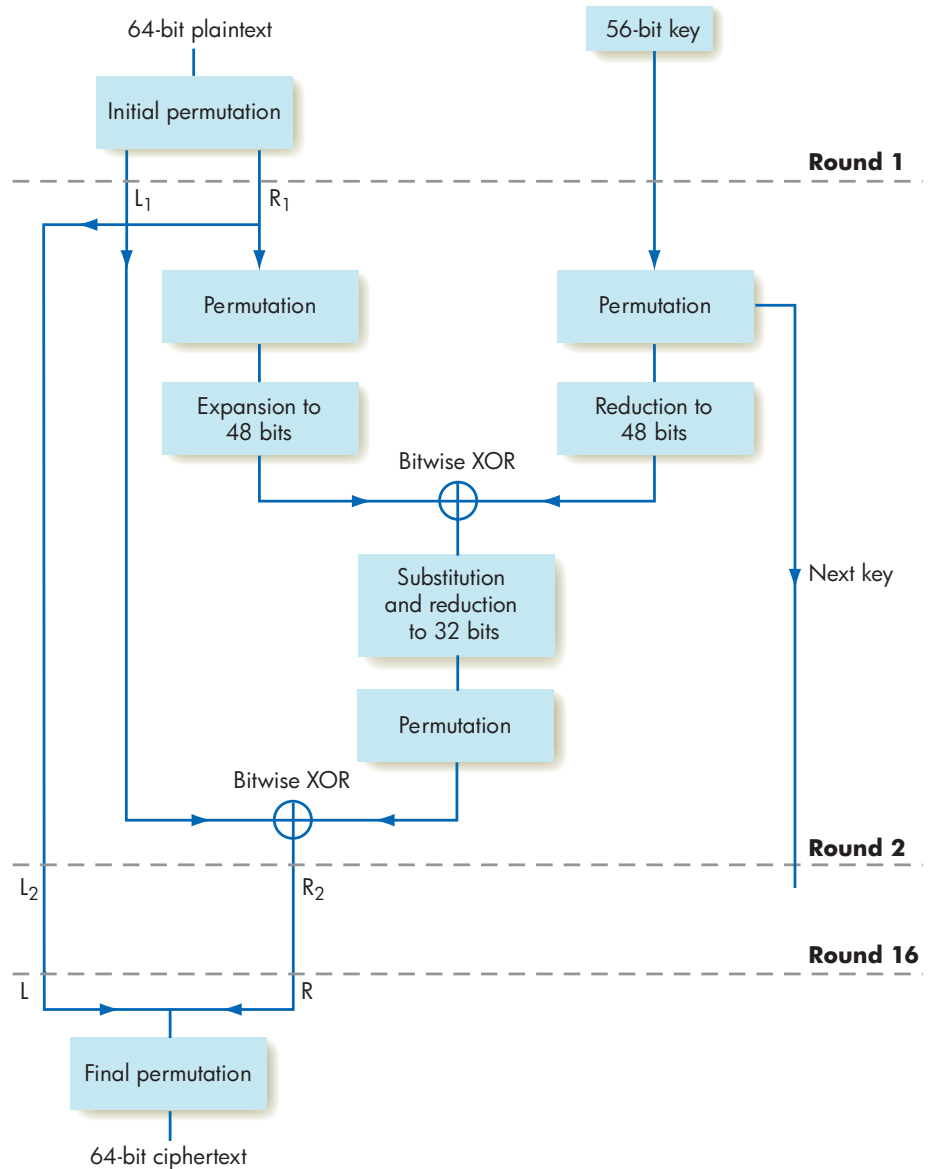 64-bit plaintext
56-bit key
Initial permutation
Round 1
L1
R1
Permutation
Permutation
Expansion to
48 bits
Reduction to
48 bits
Bitwise XOR
Substitution
and reduction
to 32 bits
Next key
Permutation
Bitwise XOR
Round 2
L2
R2
Round 16
L
R
Final permutation
64-bit ciphertext